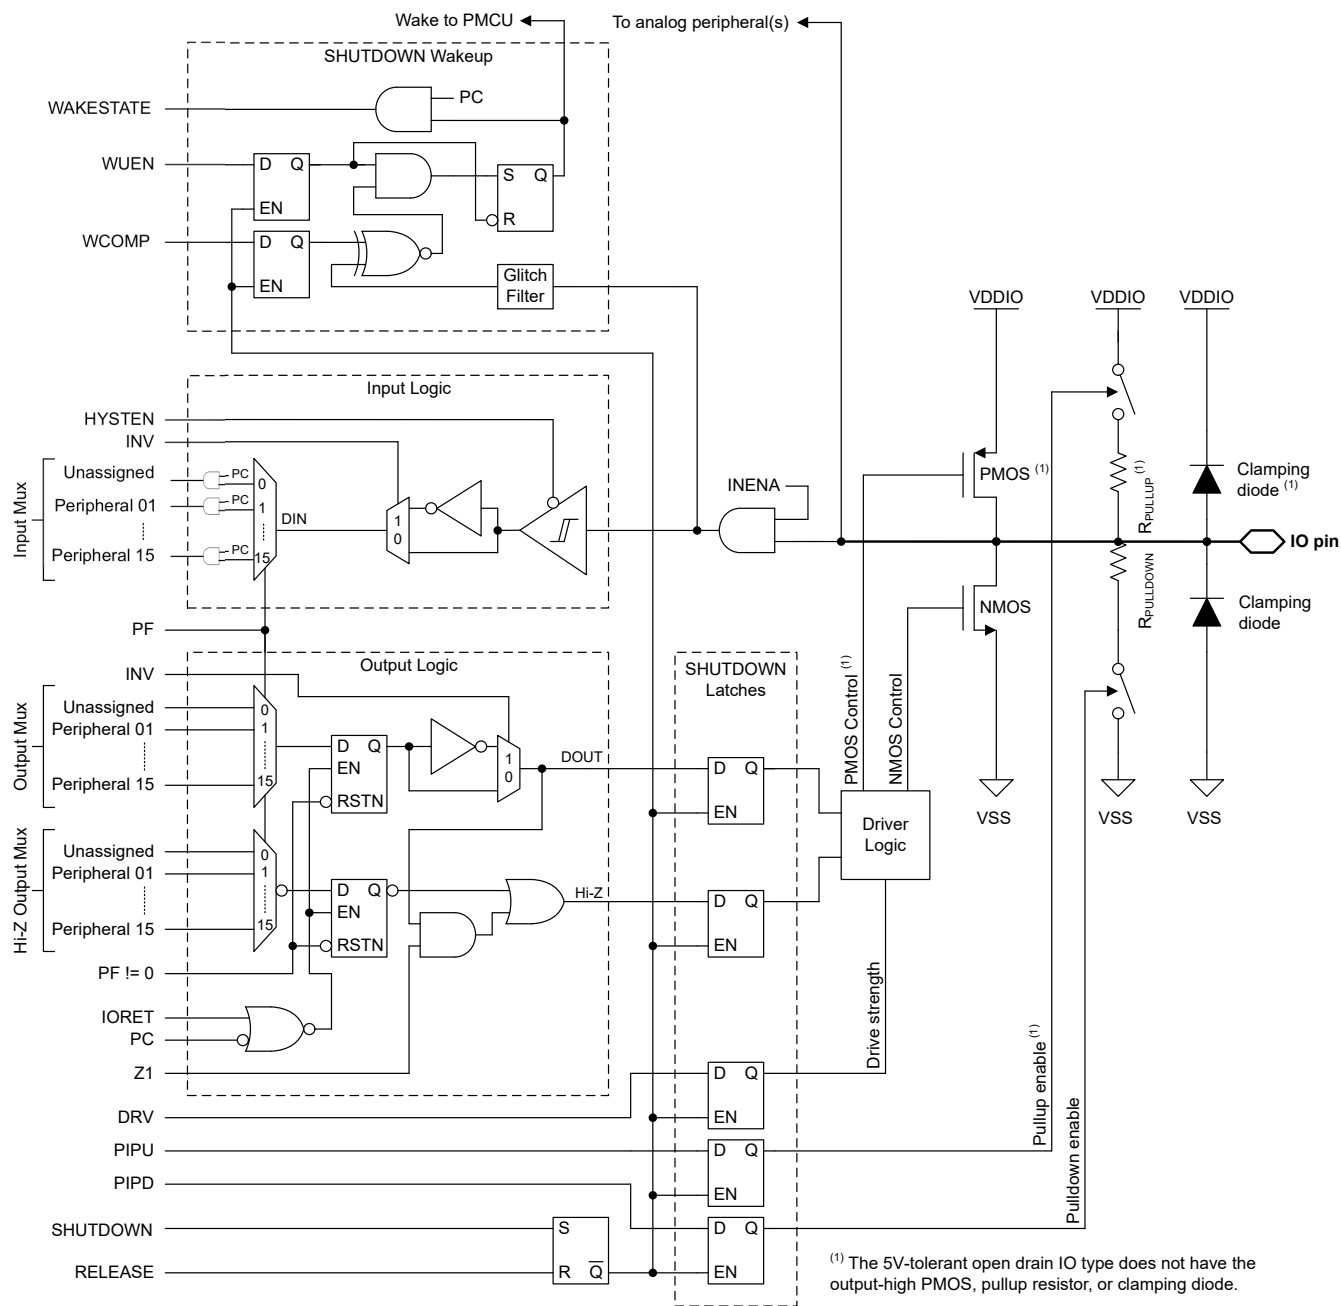 Wake to PMCU
To analog peripheral(s)
SHUTDOWN Wakeup
WAKESTATE
PC
WUEN
D Q
EN
S Q
R
WCOMP
D Q
EN
Glitch
Filter
VDDIO
VDDIO
VDDIO
Input Logic
HYSTEN
INV
Input Mux
Unassigned
PC
0
Peripheral 01
PC
1
DIN
Peripheral 15
PC
15
1
0
INENA
PMOS (1)
RPULLUP (1)
Clamping
diode (1)
IO pin
RPULLDOWN
NMOS
Clamping
diode
PF
Output Logic
INV
SHUTDOWN
Latches
PMOS Control (1)
NMOS Control
Output Mux
Unassigned
0
Peripheral 01
1
Peripheral 15
15
D Q
EN
RSTN
1
0
DOUT
D Q
EN
Driver
Logic
VSS
VSS
VSS
Hi-Z Output Mux
Unassigned
0
Peripheral 01
1
Peripheral 15
15
D Q
EN
RSTN
Hi-Z
D Q
EN
PF != 0
IORET
PC
Z1
Drive strength
D Q
EN
DRV
Pullup enable (1)
Pulldown enable
PIPU
D Q
EN
PIPD
D Q
EN
SHUTDOWN
S
RELEASE
R Q
(1) The 5V-tolerant open drain IO type does not have the
output-high PMOS, pullup resistor, or clamping diode.